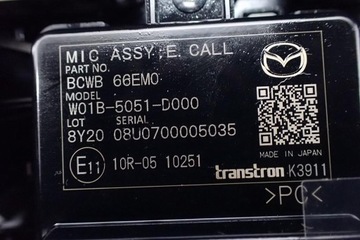 MIC ASSY,E. CALL
PART NO.
BCWB 66EM0
MODEL
W01B-5051-D000
LOT SERIAL
8Y20 08U0700005035
E11 10R-05 10251
MADE IN JAPAN
transtron K3911
>PC<